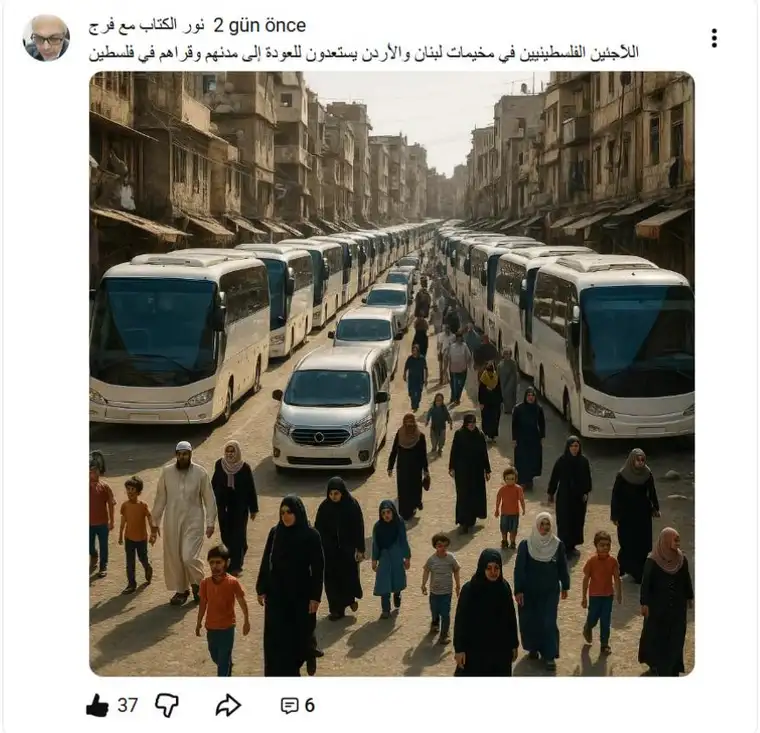 نور الكتاب مع فرج 2 gün önce
اللآجئين الفلسطينيين في مخيمات لبنان والأردن يستعدون للعودة إلى مدنهم وقراهم في فلسطين
37
6